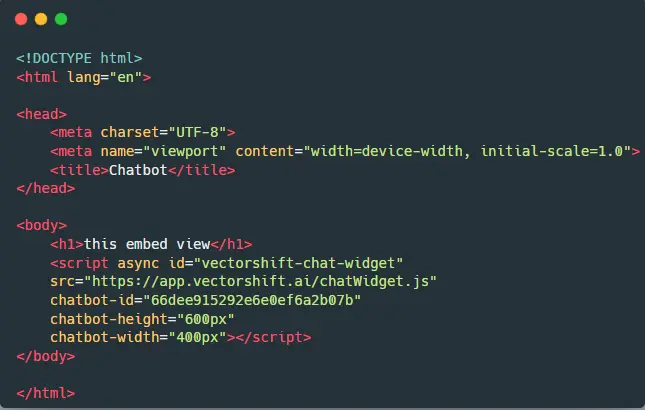 <!DOCTYPE html>
<html lang="en">
<head>
<meta charset="UTF-8">
<meta name="viewport" content="width=device-width, initial-scale=1.0">
<title>Chatbot</title>
</head>
<body>
<h1>this embed view</h1>
<script async id="vectorshift-chat-widget"
src="https://app.vectorshift.ai/chatWidget.js"
chatbot-id="66dee915292e6e0ef6a2b07b"
chatbot-height="600px"
chatbot-width="400px"></script>
</body>
</html>